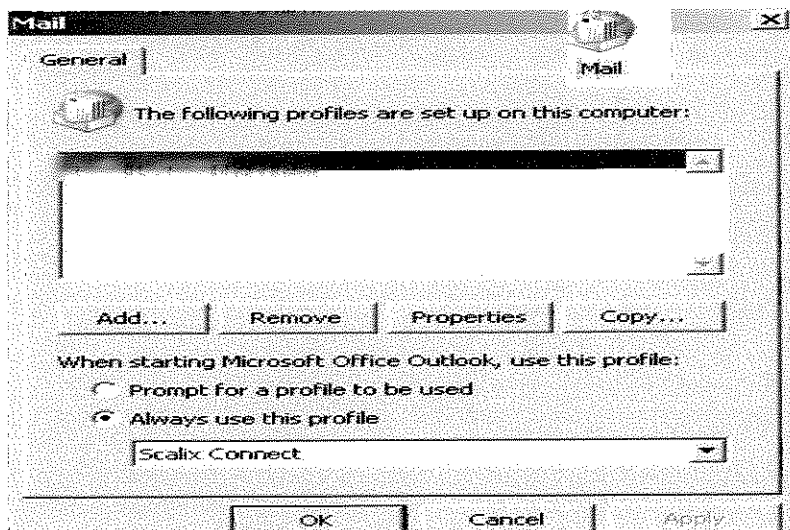 Mail
Mail
General
The following profiles are set up on this computer:
Add...
Remove
Properties
Copy...
When starting Microsoft Office Outlook, use this profile:
Prompt for a profile to be used
Always use this profile
Scalix Connect
OK
Cancel
Apply